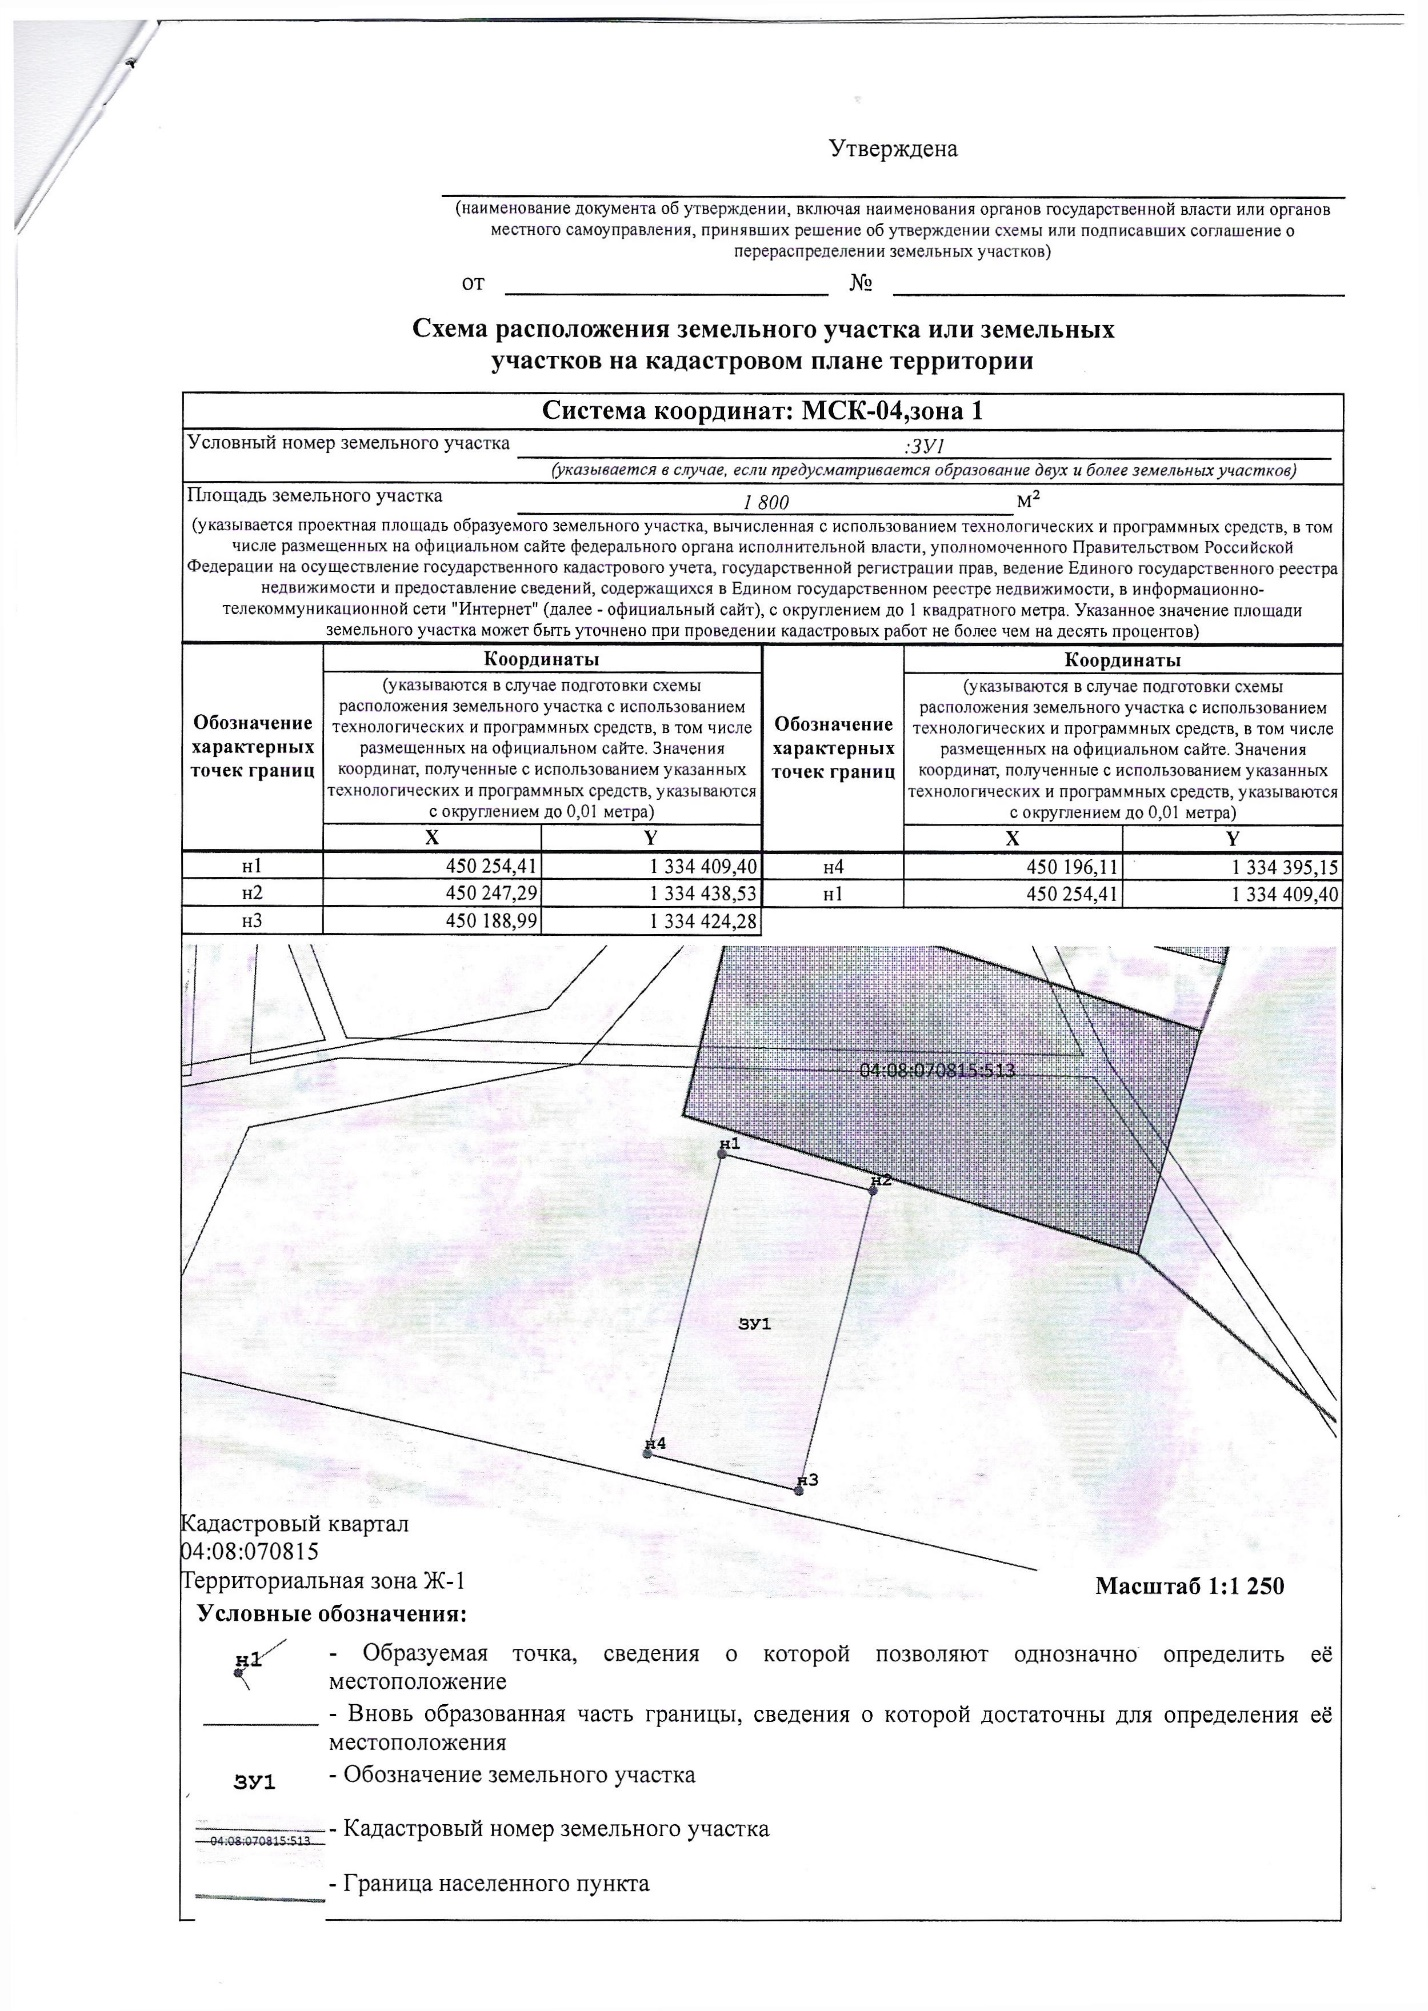 Утверждена
(наименование документа об утверждении, включая наименования органов государственной власти или органов
местного самоуправления, принявших решение об утверждении схемы или подписавших соглашение о
перераспределении земельных участков)
от № 
Схема расположения земельного участка или земельных
участков на кадастровом плане территории
Система координат: МСК-04,зона 1
Условный номер земельного участка :ЗУ1
(указывается в случае, если предусматривается образование двух и более земельных участков)
Площадь земельного участка 1 800 м²
(указывается проектная площадь образуемого земельного участка, вычисленная с использованием технологических и программных средств, в том
числе размещенных на официальном сайте федерального органа исполнительной власти, уполномоченного Правительством Российской
Федерации на осуществление государственного кадастрового учета, государственной регистрации прав, ведение Единого государственного реестра
недвижимости и предоставление сведений, содержащихся в Едином государственном реестре недвижимости, в информационно-
телекоммуникационной сети "Интернет" (далее - официальный сайт), с округлением до 1 квадратного метра. Указанное значение площади
земельного участка может быть уточнено при проведении кадастровых работ не более чем на десять процентов)
Обозначение
характерных
точек границ
Координаты
(указываются в случае подготовки схемы
расположения земельного участка с использованием
технологических и программных средств, в том числе
размещенных на официальном сайте. Значения
координат, полученные с использованием указанных
технологических и программных средств, указываются
с округлением до 0,01 метра)
X Y
Обозначение
характерных
точек границ
Координаты
(указываются в случае подготовки схемы
расположения земельного участка с использованием
технологических и программных средств, в том числе
размещенных на официальном сайте. Значения
координат, полученные с использованием указанных
технологических и программных средств, указываются
с округлением до 0,01 метра)
X Y
н1 450 254,41 1 334 409,40 н4 450 196,11 1 334 395,15
н2 450 247,29 1 334 438,53 н1 450 254,41 1 334 409,40
н3 450 188,99 1 334 424,28
04:08:070815:513
н1
н2
ЗУ1
н4
н3
Кадастровый квартал
04:08:070815
Территориальная зона Ж-1
Масштаб 1:1 250
Условные обозначения:
н1 - Образуемая точка, сведения о которой позволяют однозначно определить её
местоположение
- Вновь образованная часть границы, сведения о которой достаточны для определения её
местоположения
ЗУ1 - Обозначение земельного участка
04:08:070815:513 - Кадастровый номер земельного участка
- Граница населенного пункта